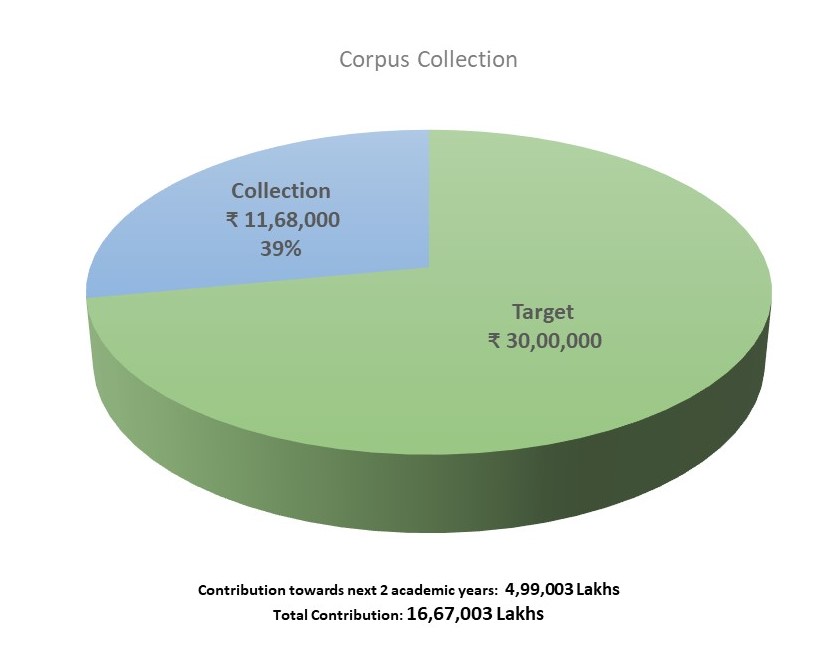 Corpus Collection
Collection
₹ 11,68,000
39%
Target
₹ 30,00,000
Contribution towards next 2 academic years: 4,99,003 Lakhs
Total Contribution: 16,67,003 Lakhs